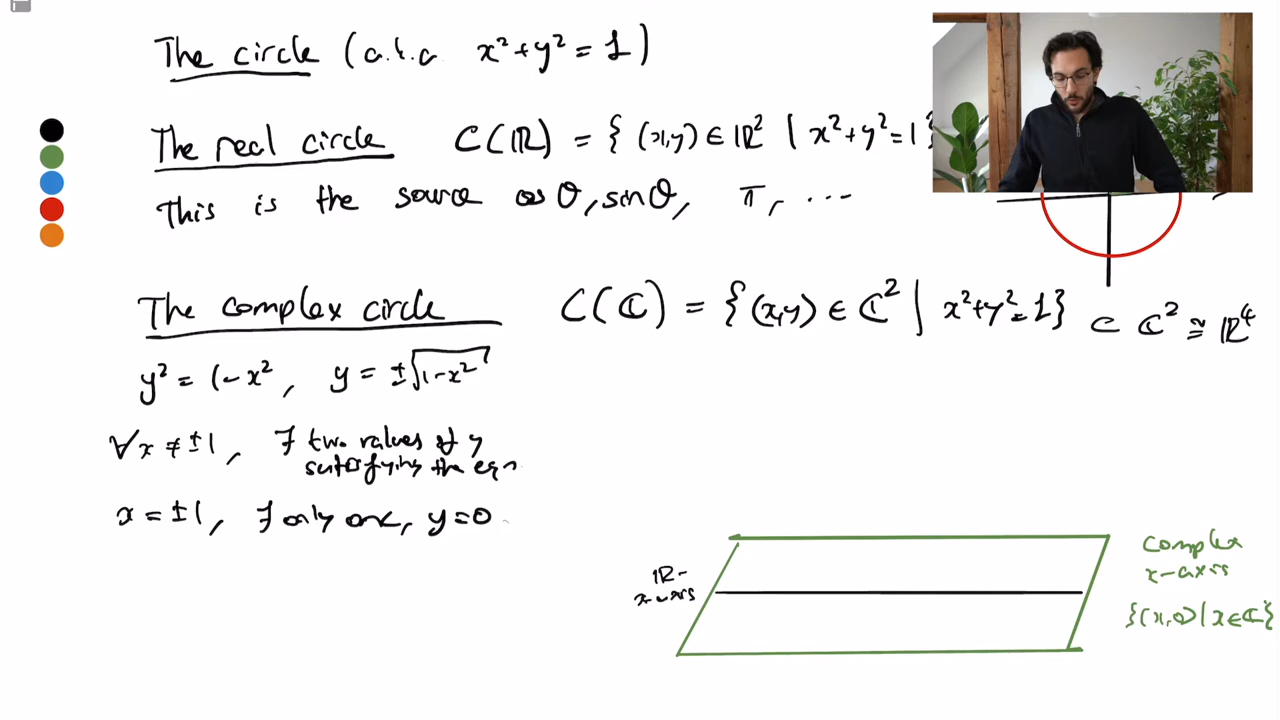 The circle (a.k.a x²+y²=1)
The real circle C(ℝ) = { (x,y) ∈ ℝ² | x²+y²=1 }
This is the source cos θ, sin θ, π, ...
The complex circle C(ℂ) = {(x,y) ∈ ℂ² | x²+y²=1} ⊂ ℂ² ≅ ℝ⁴
y² = 1-x², y = ±√1-x²
∀x ≠ ±1, ∃ two values of y
satisfying the eqn
x = ±1, ∃ only one, y=0
ℝ-
x-axis
Complex
x-axis
{(x,0) | x∈ℂ}